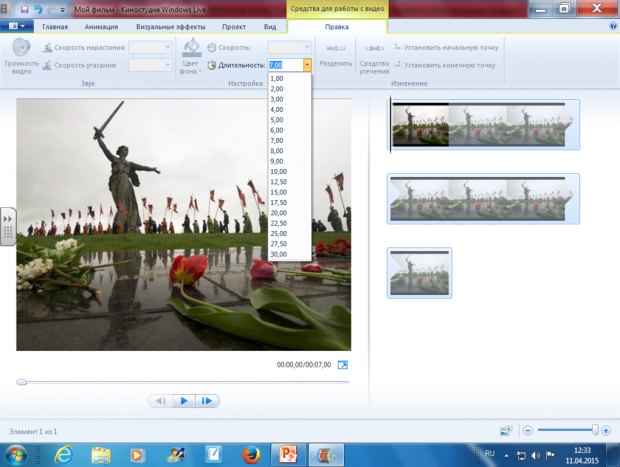 Мой фильм - Киностудия Windows Live
Средства для работы с видео
Главная Анимация Визуальные эффекты Проект Вид Правка
Громкость видео
Скорость нарастания:
Скорость угасания:
Звук
Цвет фона
Скорость:
Длительность: 7,00
Настройка
Разделить
Средство усечения
Установить начальную точку
Установить конечную точку
Изменение
1,00
2,00
3,00
4,00
5,00
6,00
7,00
8,00
9,00
10,00
12,50
15,00
17,50
20,00
22,50
25,00
27,50
30,00
00:00,00/00:07,00
Элемент 1 из 1
RU
12:33
11.04.2015